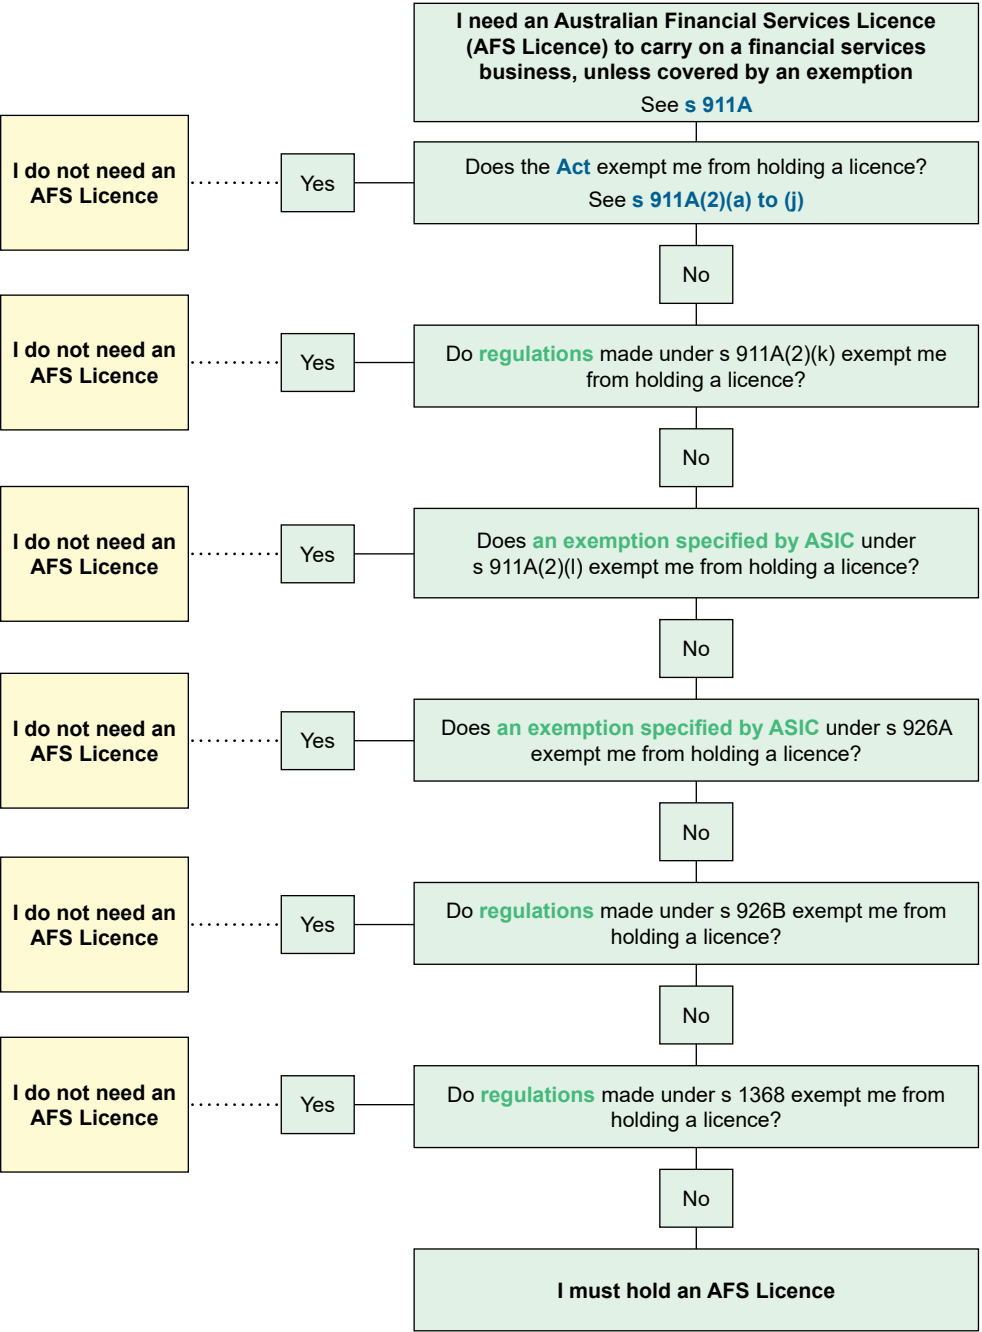 I need an Australian Financial Services Licence
(AFS Licence) to carry on a financial services
business, unless covered by an exemption
See s 911A
Does the Act exempt me from holding a licence?
See s 911A(2)(a) to (j)
Yes
I do not need an
AFS Licence
No
Do regulations made under s 911A(2)(k) exempt me
from holding a licence?
Yes
I do not need an
AFS Licence
No
Does an exemption specified by ASIC under
s 911A(2)(l) exempt me from holding a licence?
Yes
I do not need an
AFS Licence
No
Does an exemption specified by ASIC under s 926A
exempt me from holding a licence?
Yes
I do not need an
AFS Licence
No
Do regulations made under s 926B exempt me from
holding a licence?
Yes
I do not need an
AFS Licence
No
Do regulations made under s 1368 exempt me from
holding a licence?
Yes
I do not need an
AFS Licence
No
I must hold an AFS Licence